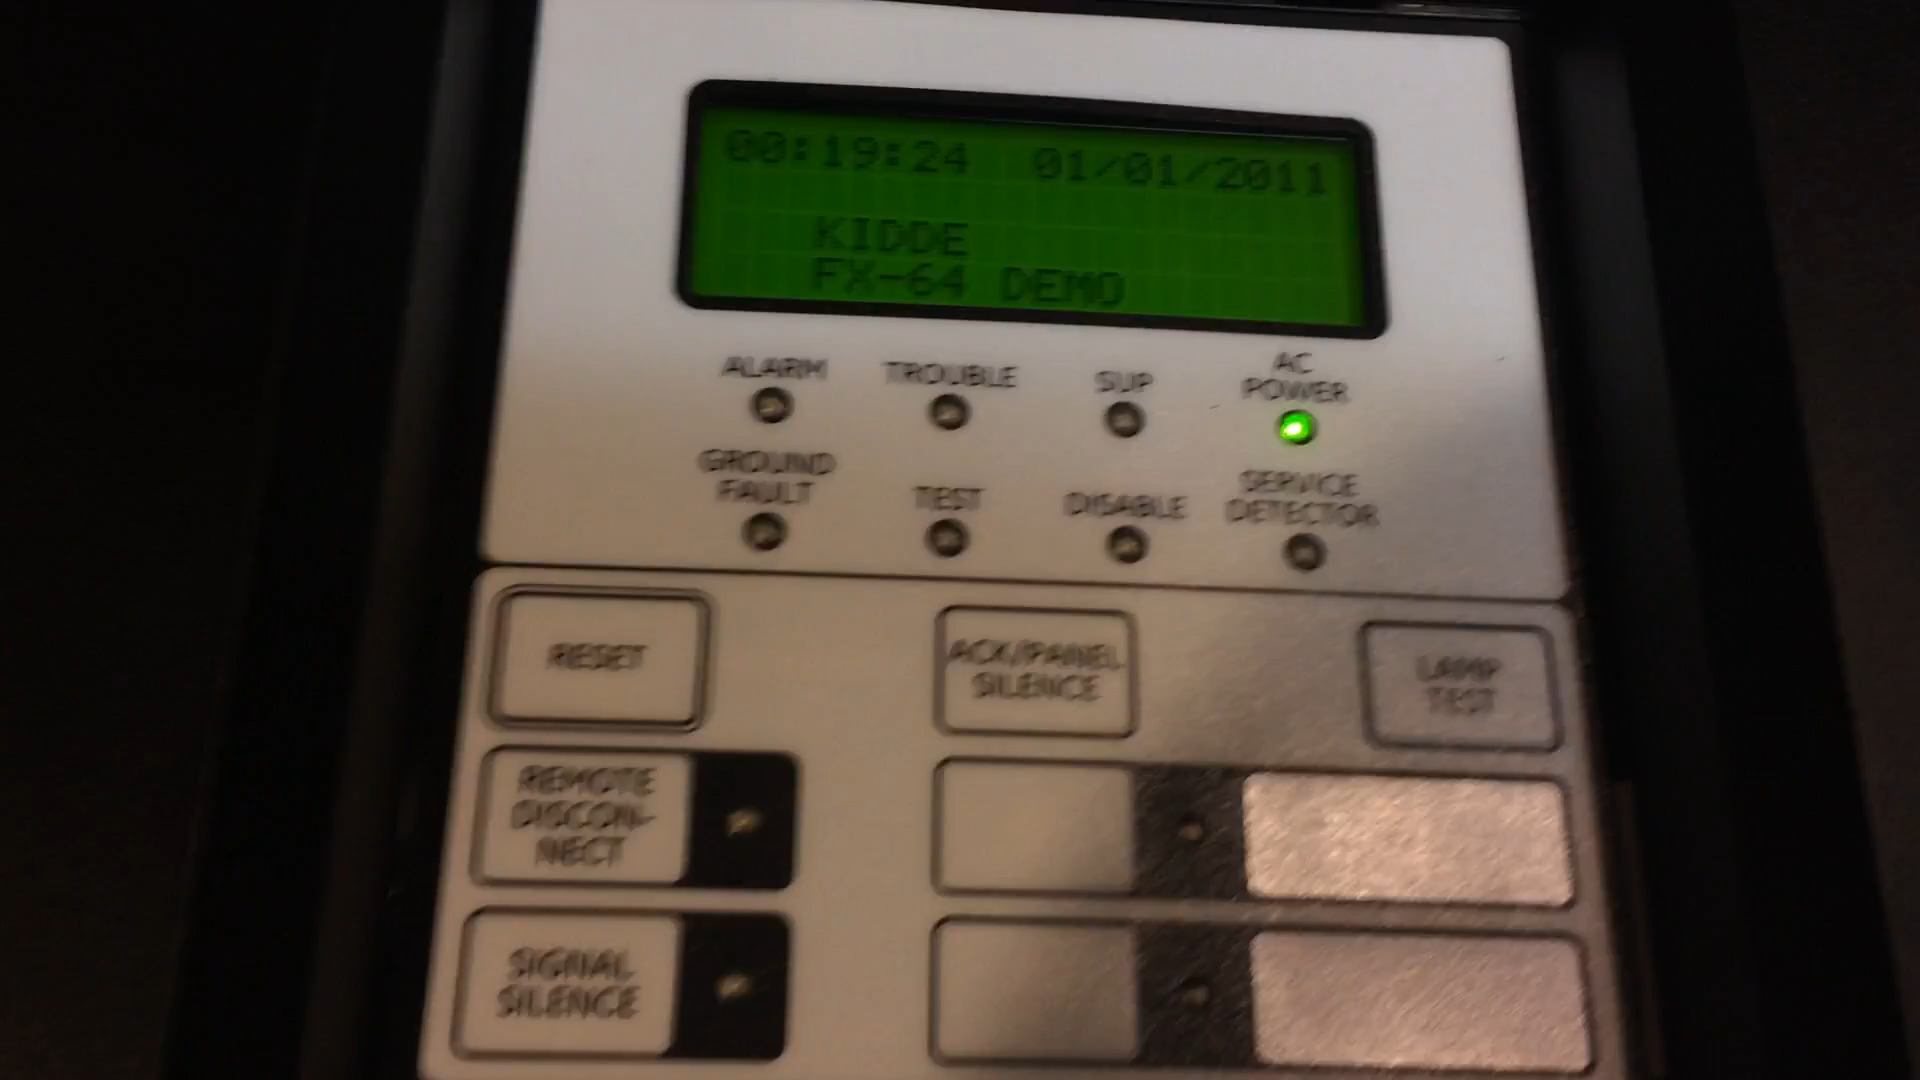 00:19:24 01/01/2011
KIDDE
FX-64 DEMO
ALARM
TROUBLE
SUP
AC
POWER
GROUND
FAULT
TEST
DISABLE
SERVICE
DETECTOR
RESET
ACK/PANEL
SILENCE
LAMP
TEST
REMOTE
DISCON-
NECT
SIGNAL
SILENCE